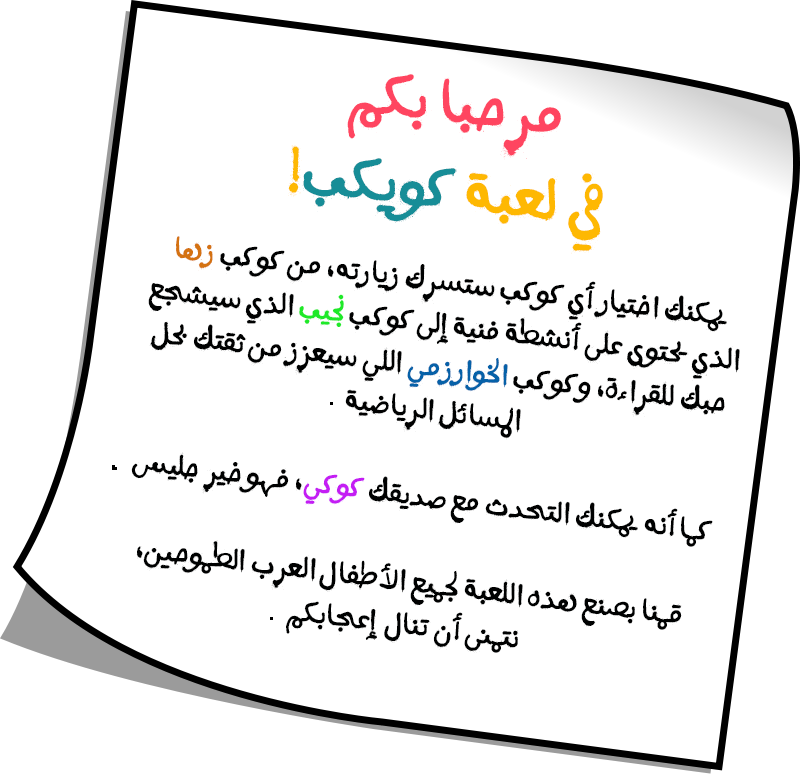 مرحبا بكم
في لعبة كويكب!
يمكنك اختيار أي كوكب ستسرك زيارته، من كوكب زها
الذي يحتوي على أنشطة فنية إلى كوكب نجيب الذي سيشجع
حبك للقراءة، وكوكب الخوارزمي اللي سيعزز من ثقتك بحل
المسائل الرياضية .
كما أنه يمكنك التحدث مع صديقك كوكي، فهو خير جليس .
قمنا بصنع هذه اللعبة لجميع الأطفال العرب الطموحين،
نتمنى أن تنال إعجابكم .